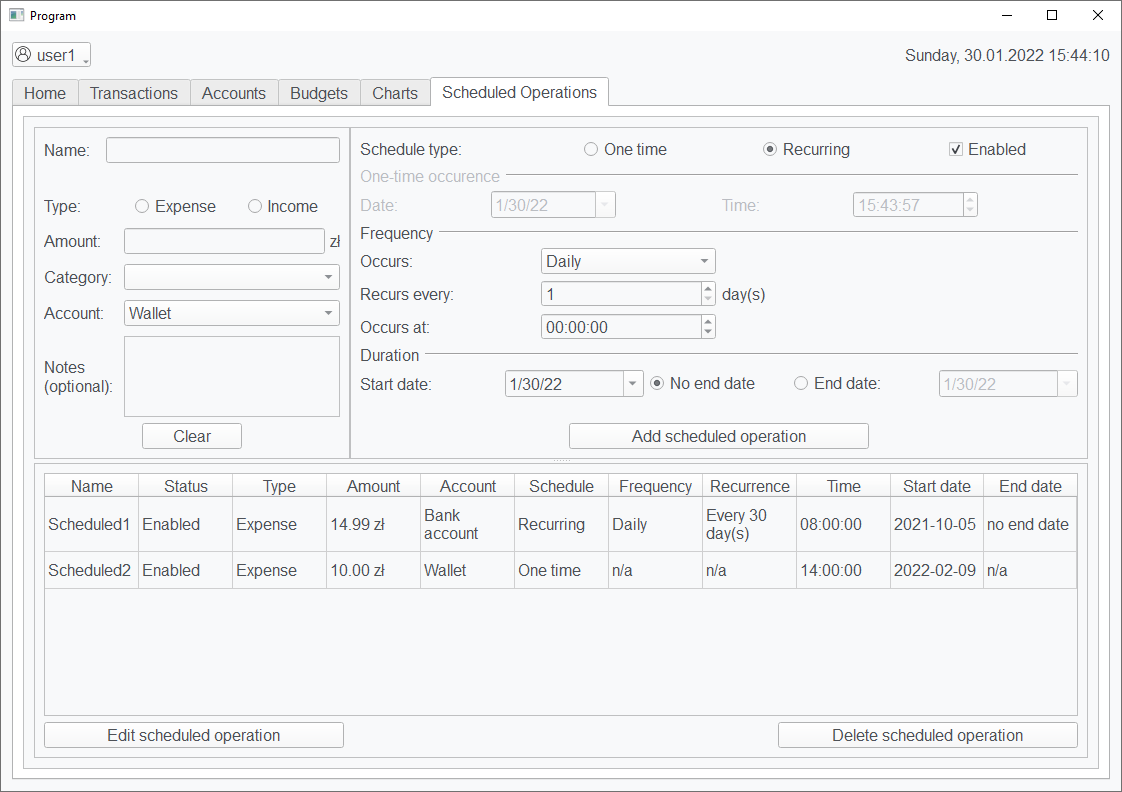 Program
user1
Sunday, 30.01.2022 15:44:10
Home Transactions Accounts Budgets Charts Scheduled Operations
Name:
Type: Expense Income
Amount: zł
Category:
Account: Wallet
Notes
(optional):
Clear
Schedule type: One time Recurring Enabled
One-time occurence
Date: 1/30/22 Time: 15:43:57
Frequency
Occurs: Daily
Recurs every: 1 day(s)
Occurs at: 00:00:00
Duration
Start date: 1/30/22 No end date End date: 1/30/22
Add scheduled operation
Name Status Type Amount Account Schedule Frequency Recurrence Time Start date End date
Scheduled1 Enabled Expense 14.99 zł Bank account Recurring Daily Every 30 day(s) 08:00:00 2021-10-05 no end date
Scheduled2 Enabled Expense 10.00 zł Wallet One time n/a n/a 14:00:00 2022-02-09 n/a
Edit scheduled operation Delete scheduled operation